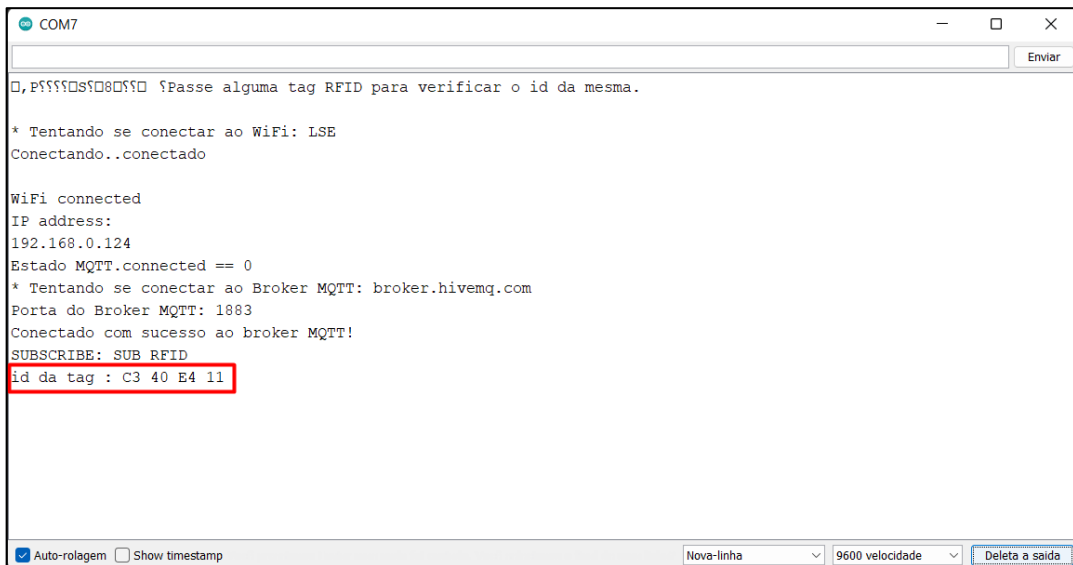 COM7
Enviar
Passe alguma tag RFID para verificar o id da mesma.
* Tentando se conectar ao WiFi: LSE
Conectando..conectado
WiFi connected
IP address:
192.168.0.124
Estado MQTT.connected == 0
* Tentando se conectar ao Broker MQTT: broker.hivemq.com
Porta do Broker MQTT: 1883
Conectado com sucesso ao broker MQTT!
SUBSCRIBE: SUB RFID
id da tag : C3 40 E4 11
Auto-rolagem Show timestamp Nova-linha 9600 velocidade Deleta a saida